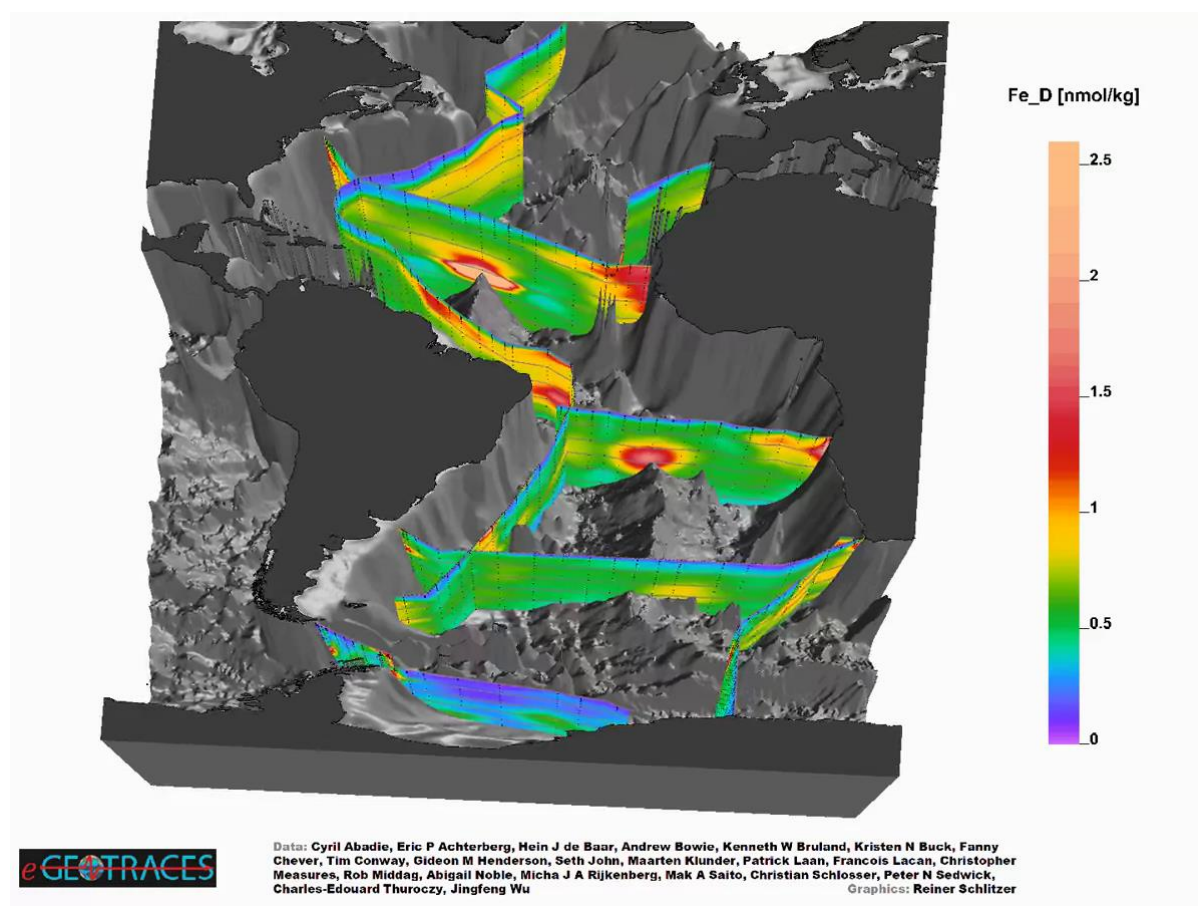 Fe_D [nmol/kg]
2.5
2
1.5
1
0.5
0
eGEOTRACES
Data: Cyril Abadie, Eric P Achterberg, Hein J de Baar, Andrew Bowie, Kenneth W Bruland, Kristen N Buck, Fanny
Chever, Tim Conway, Gideon M Henderson, Seth John, Maarten Klunder, Patrick Laan, Francois Lacan, Christopher
Measures, Rob Middag, Abigail Noble, Micha J A Rijkenberg, Mak A Saito, Christian Schlosser, Peter N Sedwick,
Charles-Edouard Thuroczy, Jingfeng Wu Graphics: Reiner Schlitzer